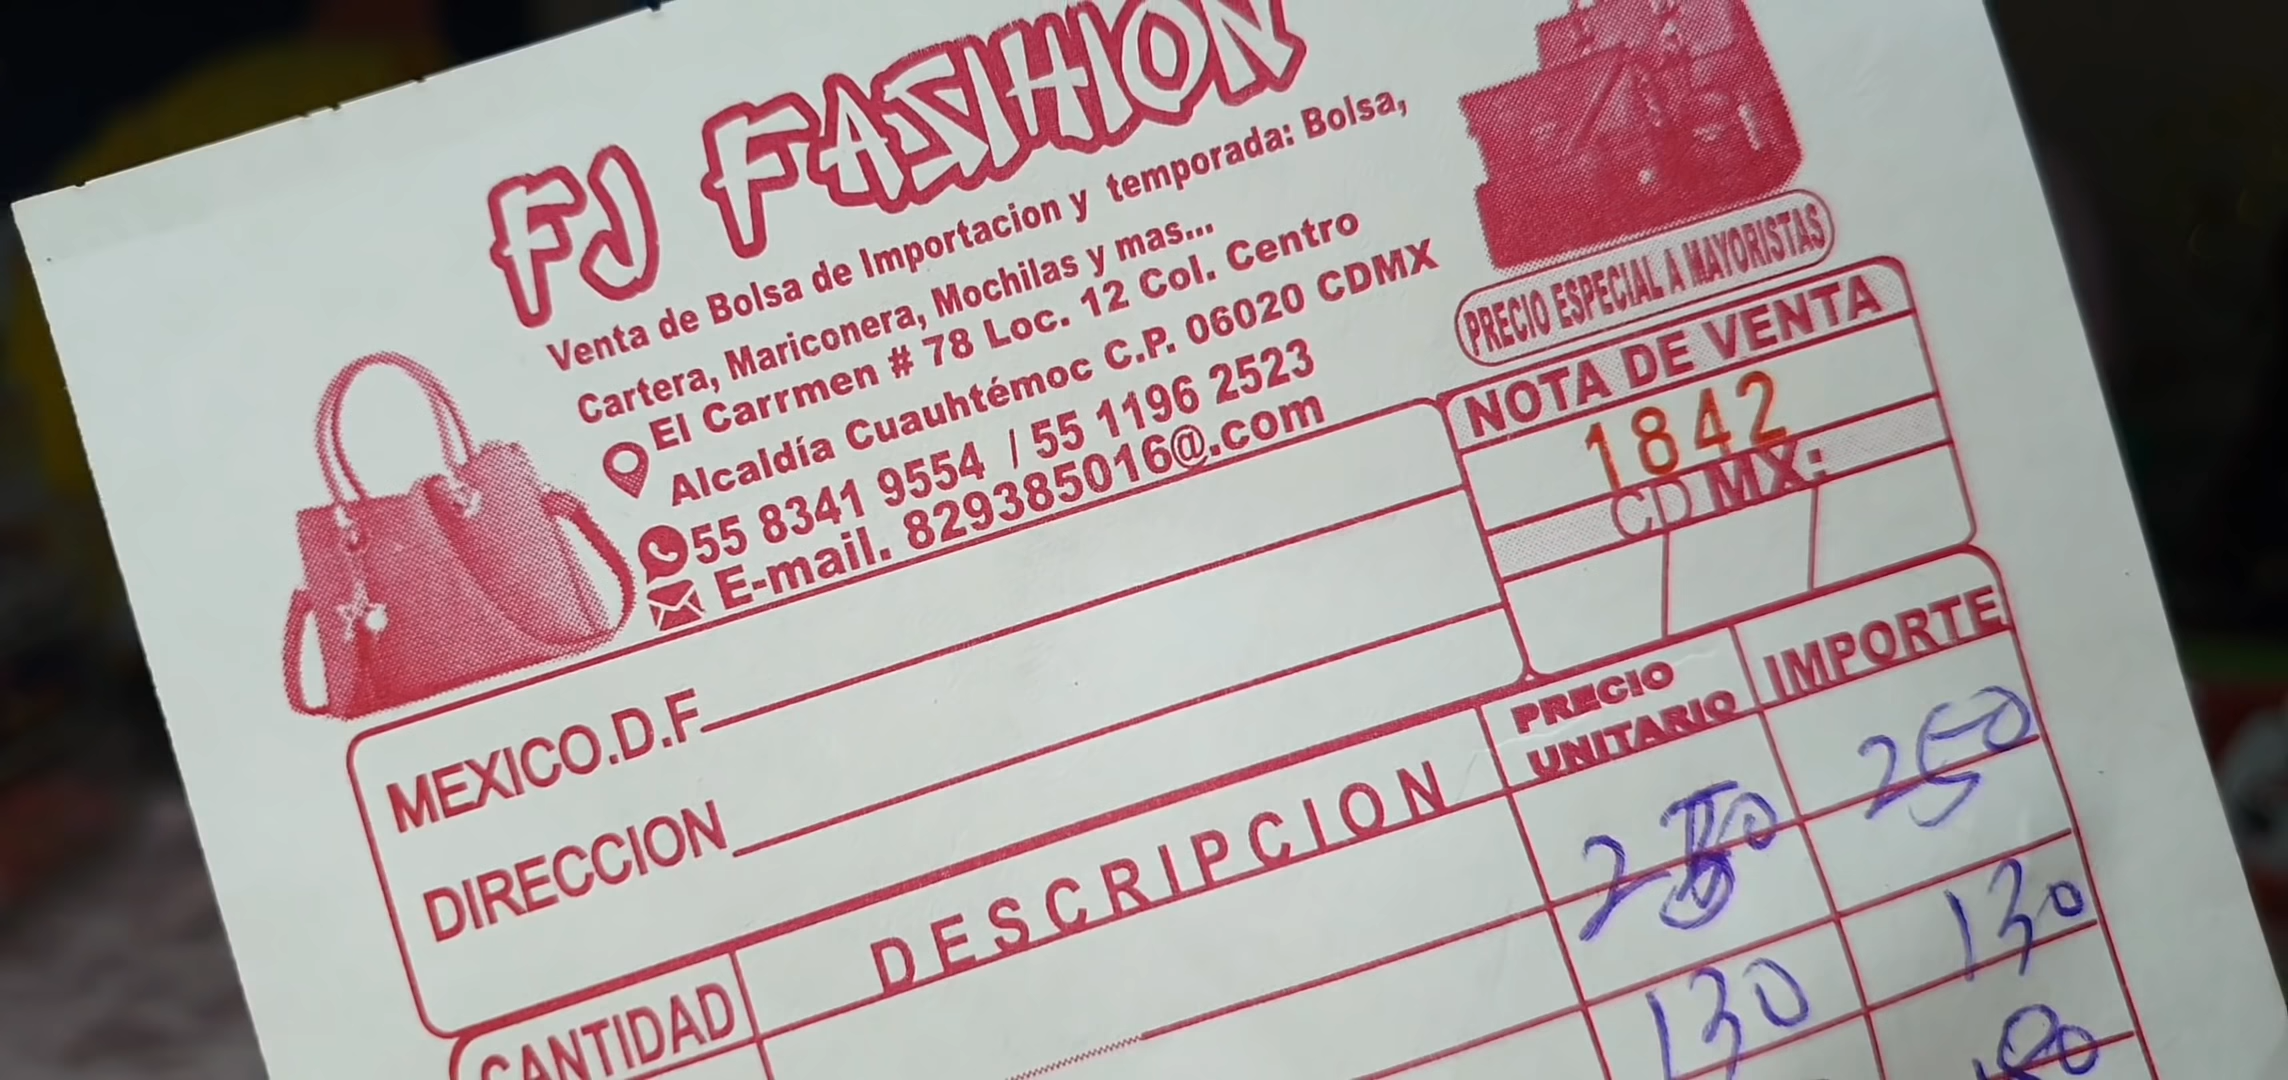 FJ FASHION
Venta de Bolsa de Importacion y temporada: Bolsa,
Cartera, Mariconera, Mochilas y mas...
El Carrmen # 78 Loc. 12 Col. Centro
Alcaldía Cuauhtémoc C.P. 06020 CDMX
55 8341 9554 / 55 1196 2523
E-mail. 829385016@.com
PRECIO ESPECIAL A MAYORISTAS
NOTA DE VENTA
1842
CD MX:
MEXICO.D.F.
DIRECCION
CANTIDAD
DESCRIPCION
PRECIO
UNITARIO
IMPORTE
250
130
130